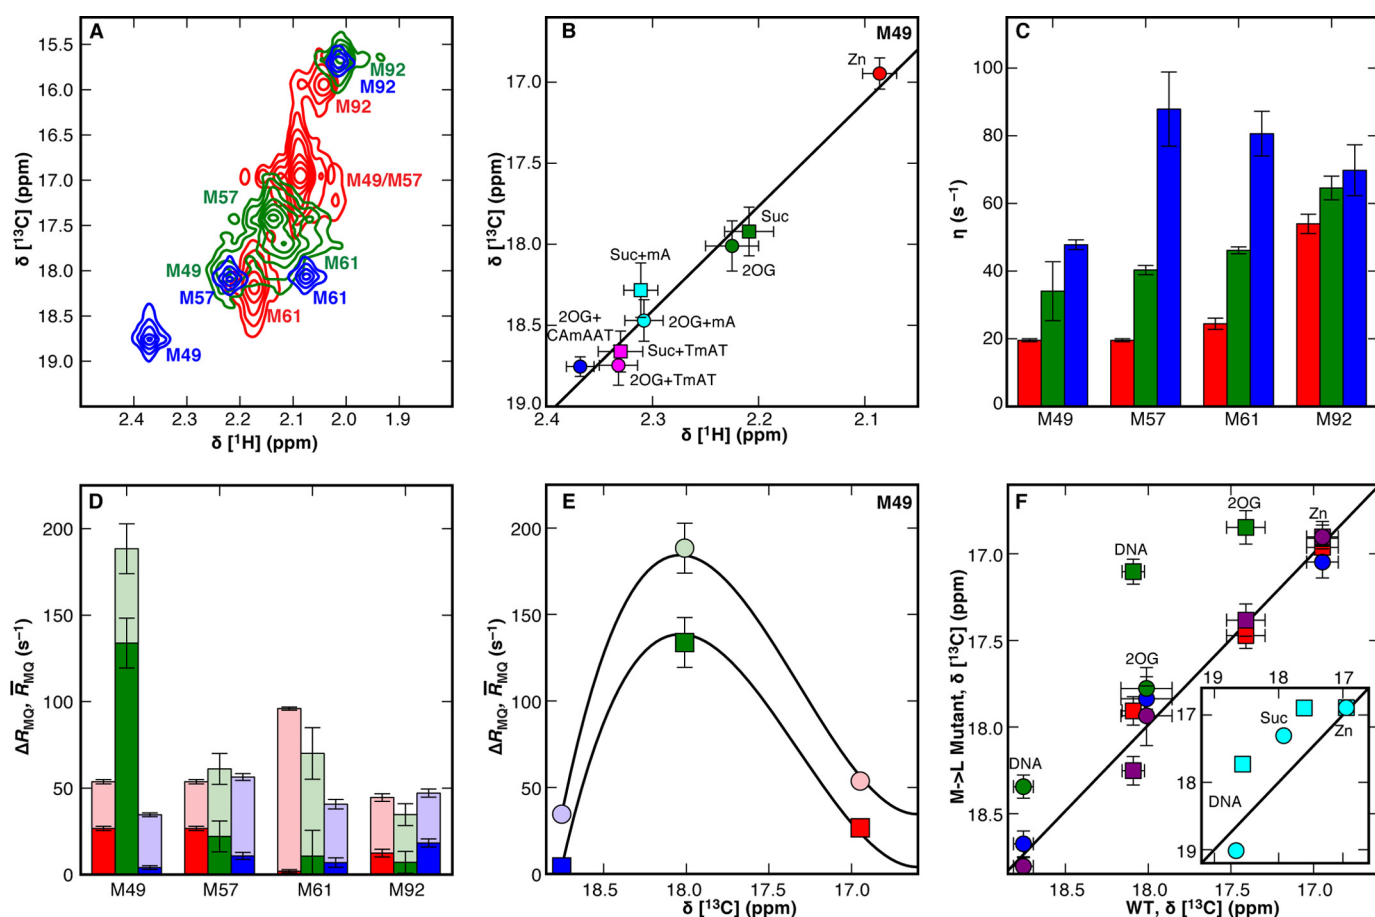 A
M92
M92
M92
M49/M57
M57
M49
M57
M61
M61
M61
M49
15.5
16.0
16.5
17.0
17.5
18.0
18.5
19.0
δ [¹³C] (ppm)
2.4 2.3 2.2 2.1 2.0 1.9
δ [¹H] (ppm)
B M49
Zn
Suc
2OG
Suc+mA
2OG+mA
2OG+
CAmAAT
Suc+TmAT
2OG+TmAT
17.0
17.5
18.0
18.5
19.0
δ [¹³C] (ppm)
2.4 2.3 2.2 2.1
δ [¹H] (ppm)
C
100
80
60
40
20
0
η (s⁻¹)
M49 M57 M61 M92
D
200
150
100
50
0
ΔR_MQ, R̅_MQ (s⁻¹)
M49 M57 M61 M92
E M49
200
150
100
50
0
ΔR_MQ, R̅_MQ (s⁻¹)
18.5 18.0 17.5 17.0
δ [¹³C] (ppm)
F
2OG
Zn
DNA
2OG
DNA
17.0
17.5
18.0
18.5
M->L Mutant, δ [¹³C] (ppm)
18.5 18.0 17.5 17.0
WT, δ [¹³C] (ppm)
19 18 17
17
18
19
Suc
Zn
DNA